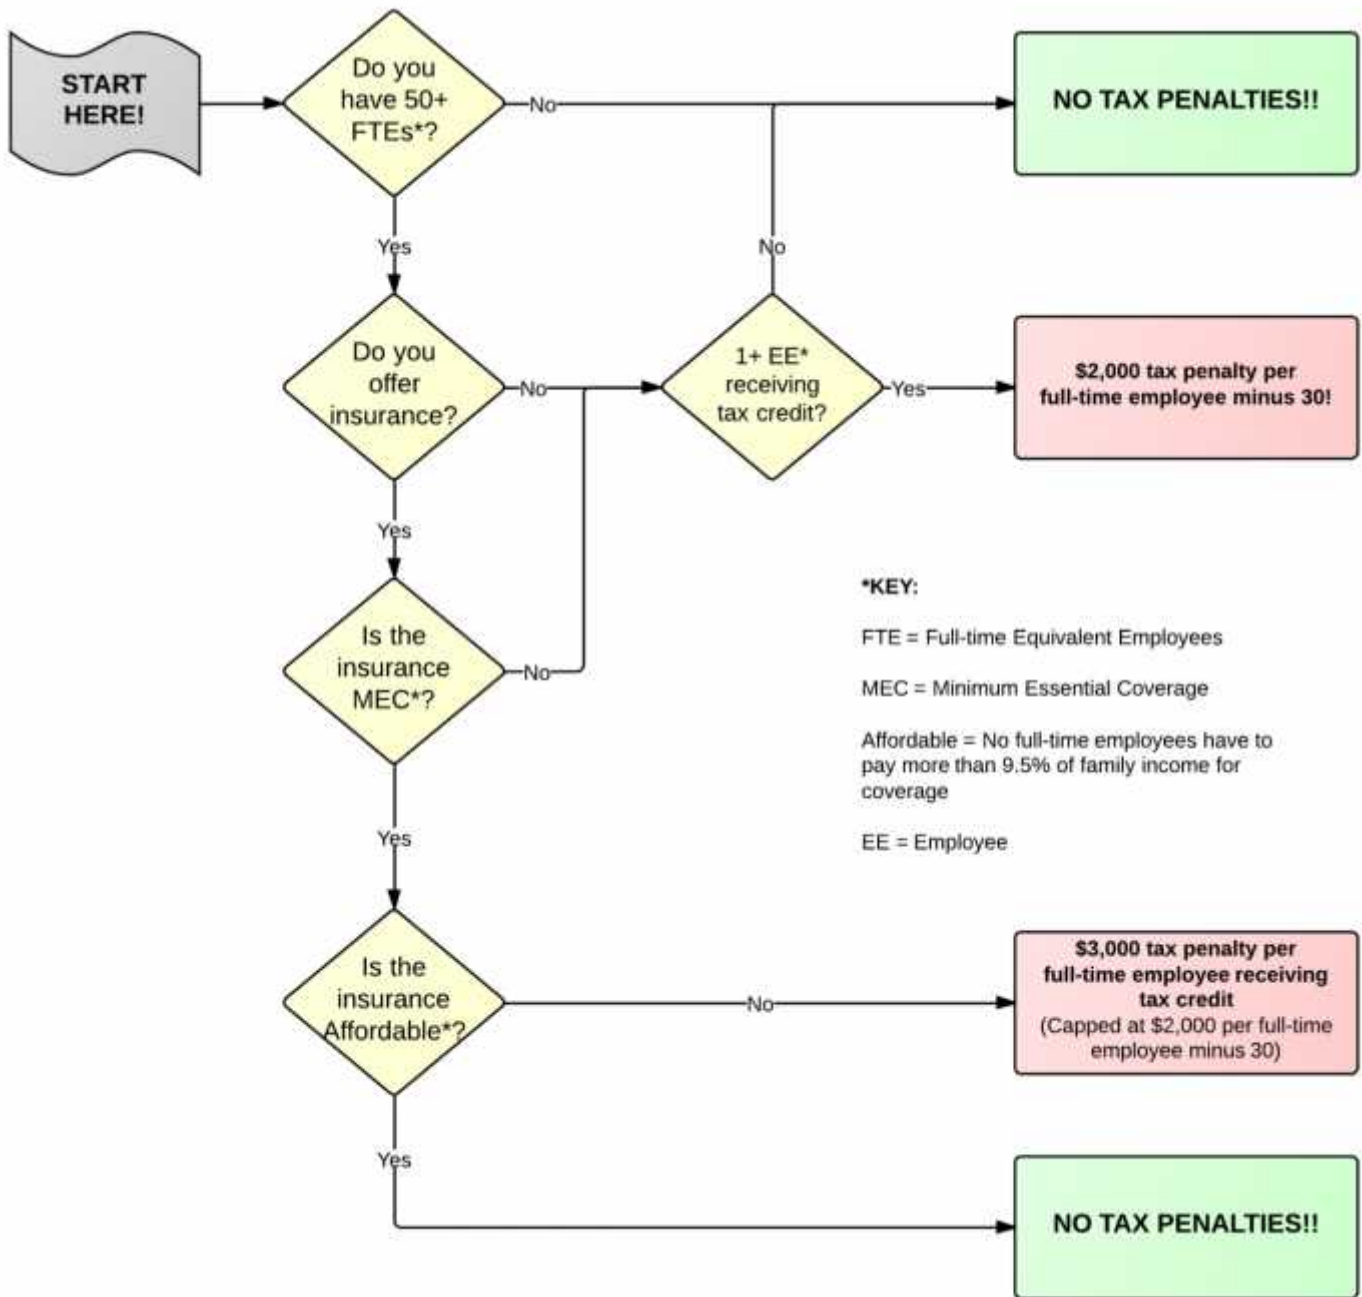 START
HERE!
Do you
have 50+
FTEs*?
No
NO TAX PENALTIES!!
Yes
No
Do you
offer
insurance?
No
1+ EE*
receiving
tax credit?
Yes
$2,000 tax penalty per
full-time employee minus 30!
Yes
Is the
insurance
MEC*?
No
*KEY:
FTE = Full-time Equivalent Employees
MEC = Minimum Essential Coverage
Affordable = No full-time employees have to
pay more than 9.5% of family income for
coverage
EE = Employee
Yes
Is the
insurance
Affordable*?
No
$3,000 tax penalty per
full-time employee receiving
tax credit
(Capped at $2,000 per full-time
employee minus 30)
Yes
NO TAX PENALTIES!!